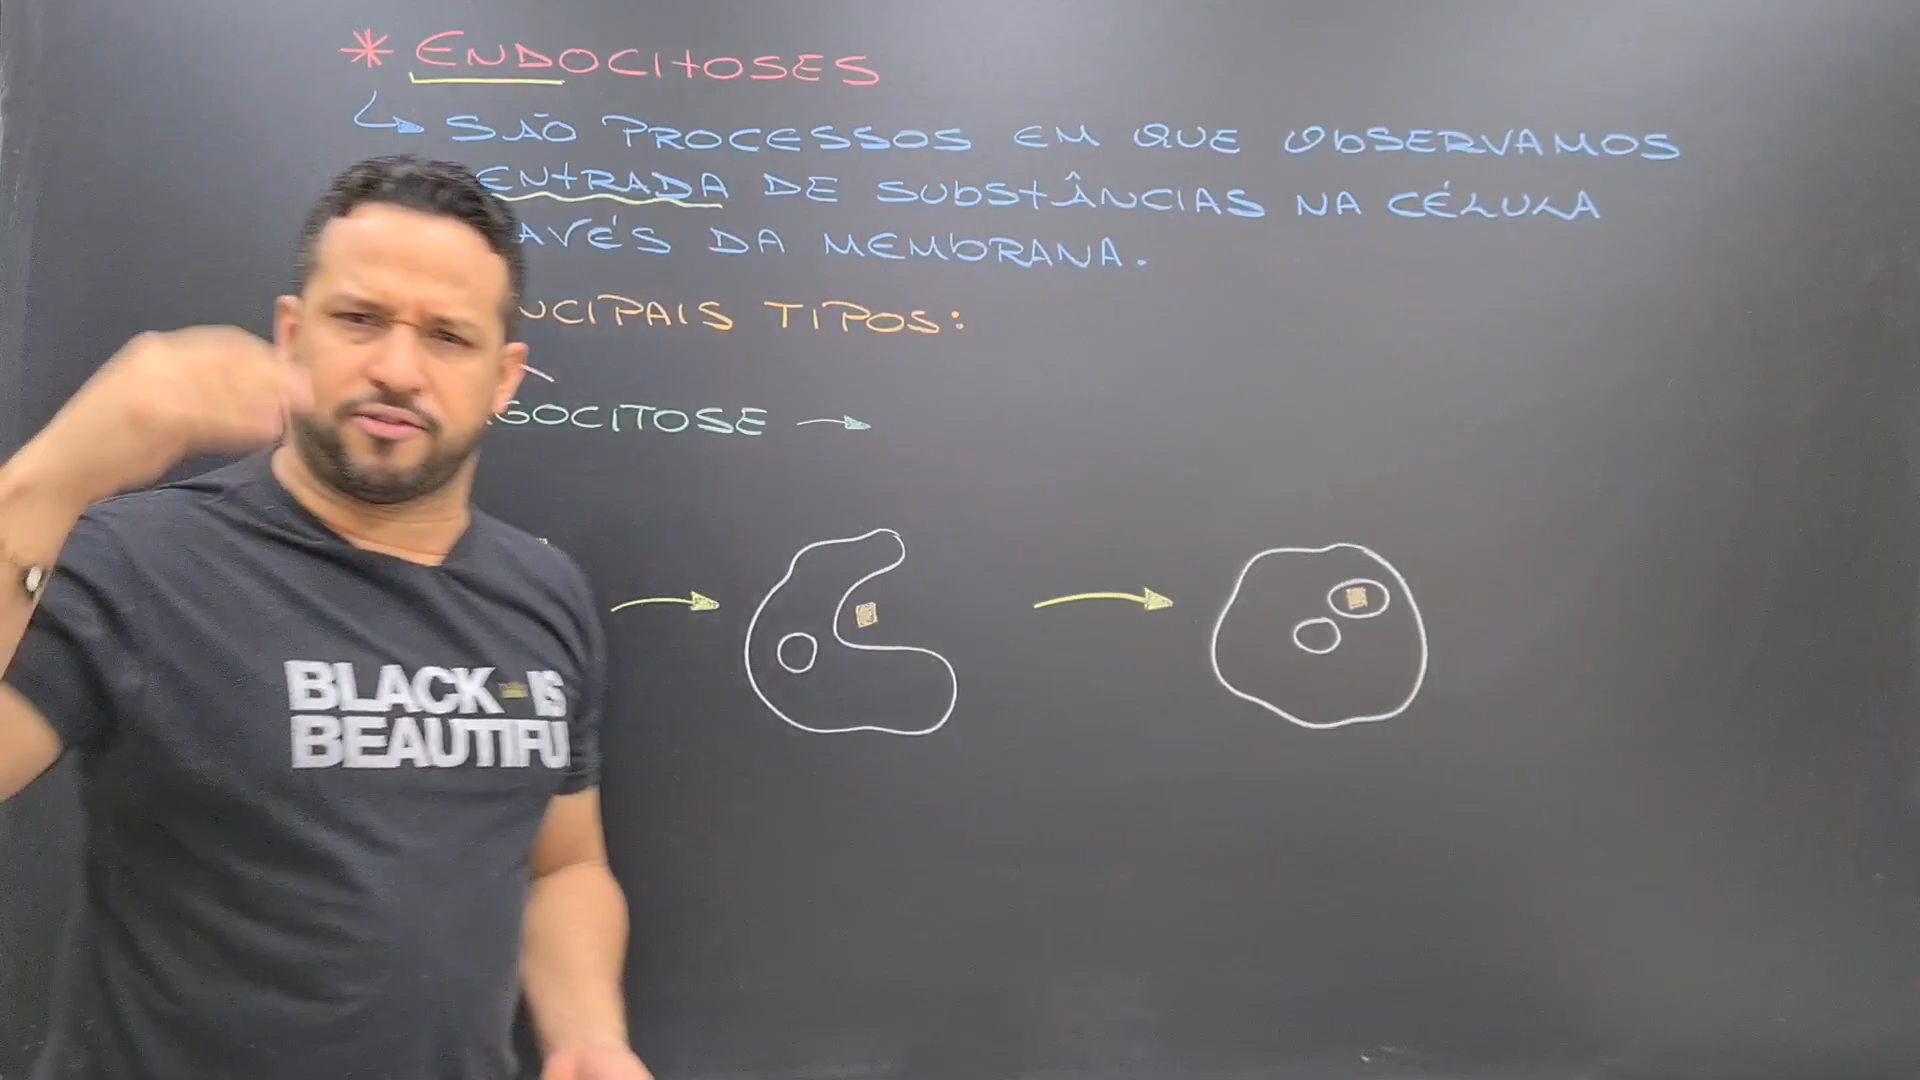 * ENDOCITOSES
↳ SÃO PROCESSOS EM QUE OBSERVAMOS
ENTRADA DE SUBSTÂNCIAS NA CÉLULA
AVÉS DA MEMBRANA.
NCIPAIS TIPOS:
GOCITOSE →
BLACK IS
BEAUTIFU